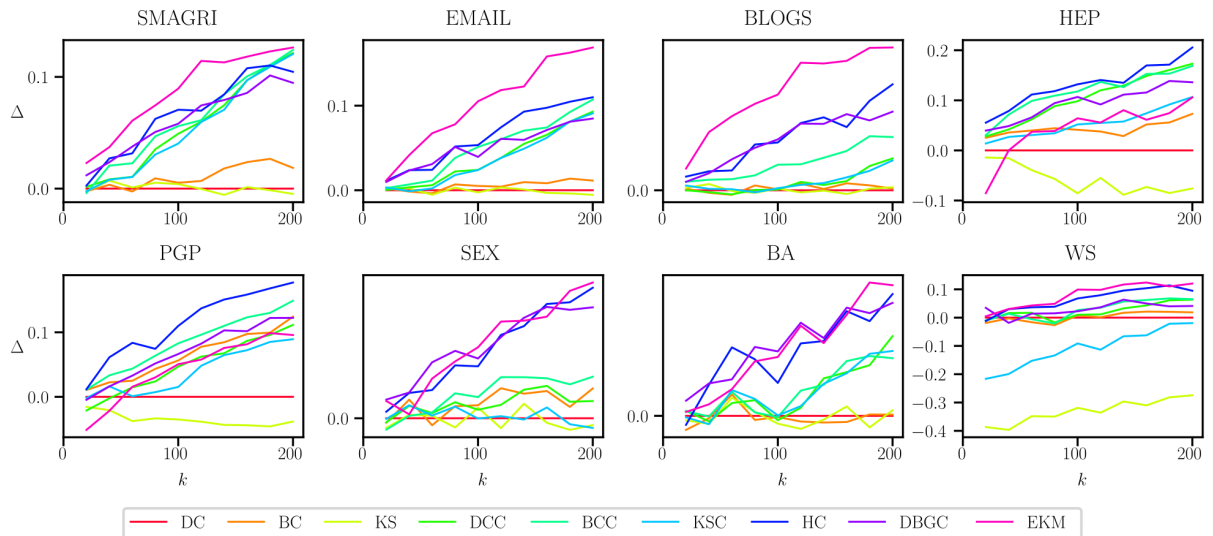 SMAGRI EMAIL BLOGS HEP
0.2
0.1 0.1 0.1
Δ
0.0
0.0 0.0 0.0 −0.1
0 100 200 0 100 200 0 100 200 0 100 200
PGP SEX BA WS
0.1
0.1 0.0
Δ −0.1
0.0 −0.2
−0.3
0.0 0.0 −0.4
0 100 200 0 100 200 0 100 200 0 100 200
k k k k
DC BC KS DCC BCC KSC HC DBGC EKM